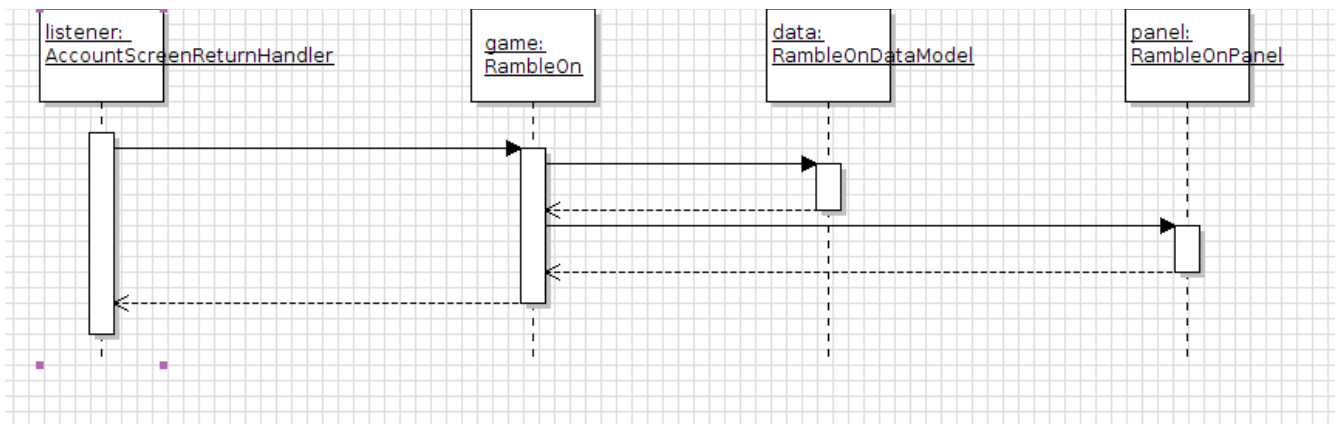 listener:
AccountScreenReturnHandler
game:
RambleOn
data:
RambleOnDataModel
panel:
RambleOnPanel